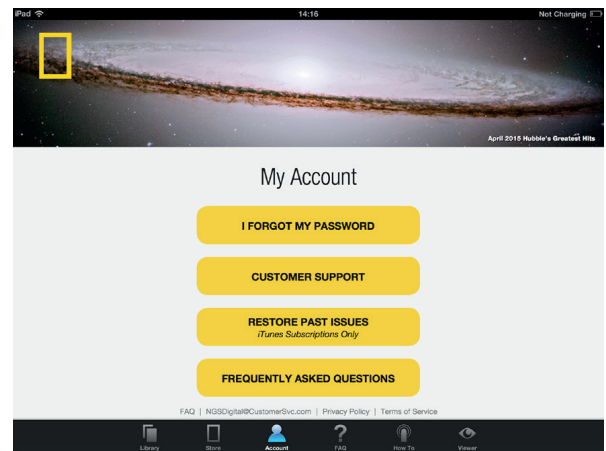 iPad 14:16 Not Charging
April 2015 Hubble's Greatest Hits
My Account
I FORGOT MY PASSWORD
CUSTOMER SUPPORT
RESTORE PAST ISSUES
iTunes Subscriptions Only
FREQUENTLY ASKED QUESTIONS
FAQ | NGSDigital@CustomerSvc.com | Privacy Policy | Terms of Service
Library Store Account FAQ How To Viewer